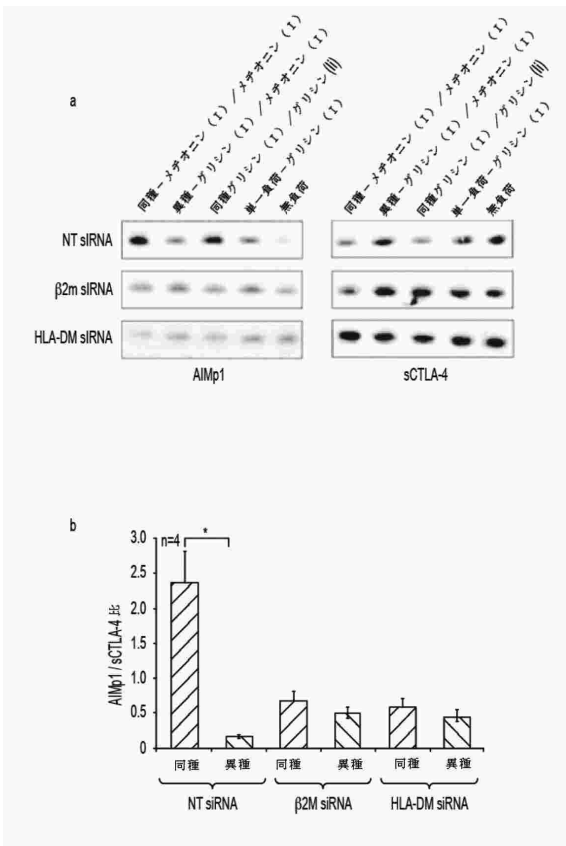 a
同種ーメチオニン（I）/メチオニン（I）
異種ーグリシン（I）/メチオニン（I）
同種グリシン（I）/グリシン(ii)
単一負荷ーグリシン（I）
無負荷
同種ーメチオニン（I）/メチオニン（I）
異種ーグリシン（I）/メチオニン（I）
同種グリシン（I）/グリシン(ii)
単一負荷ーグリシン（I）
無負荷
NT siRNA
β2m siRNA
HLA-DM siRNA
AIMp1
sCTLA-4
b
n=4
*
AIMp1 / sCTLA-4 比
3.0
2.5
2.0
1.5
1.0
0.5
0
同種
異種
同種
異種
同種
異種
NT siRNA
β2M siRNA
HLA-DM siRNA